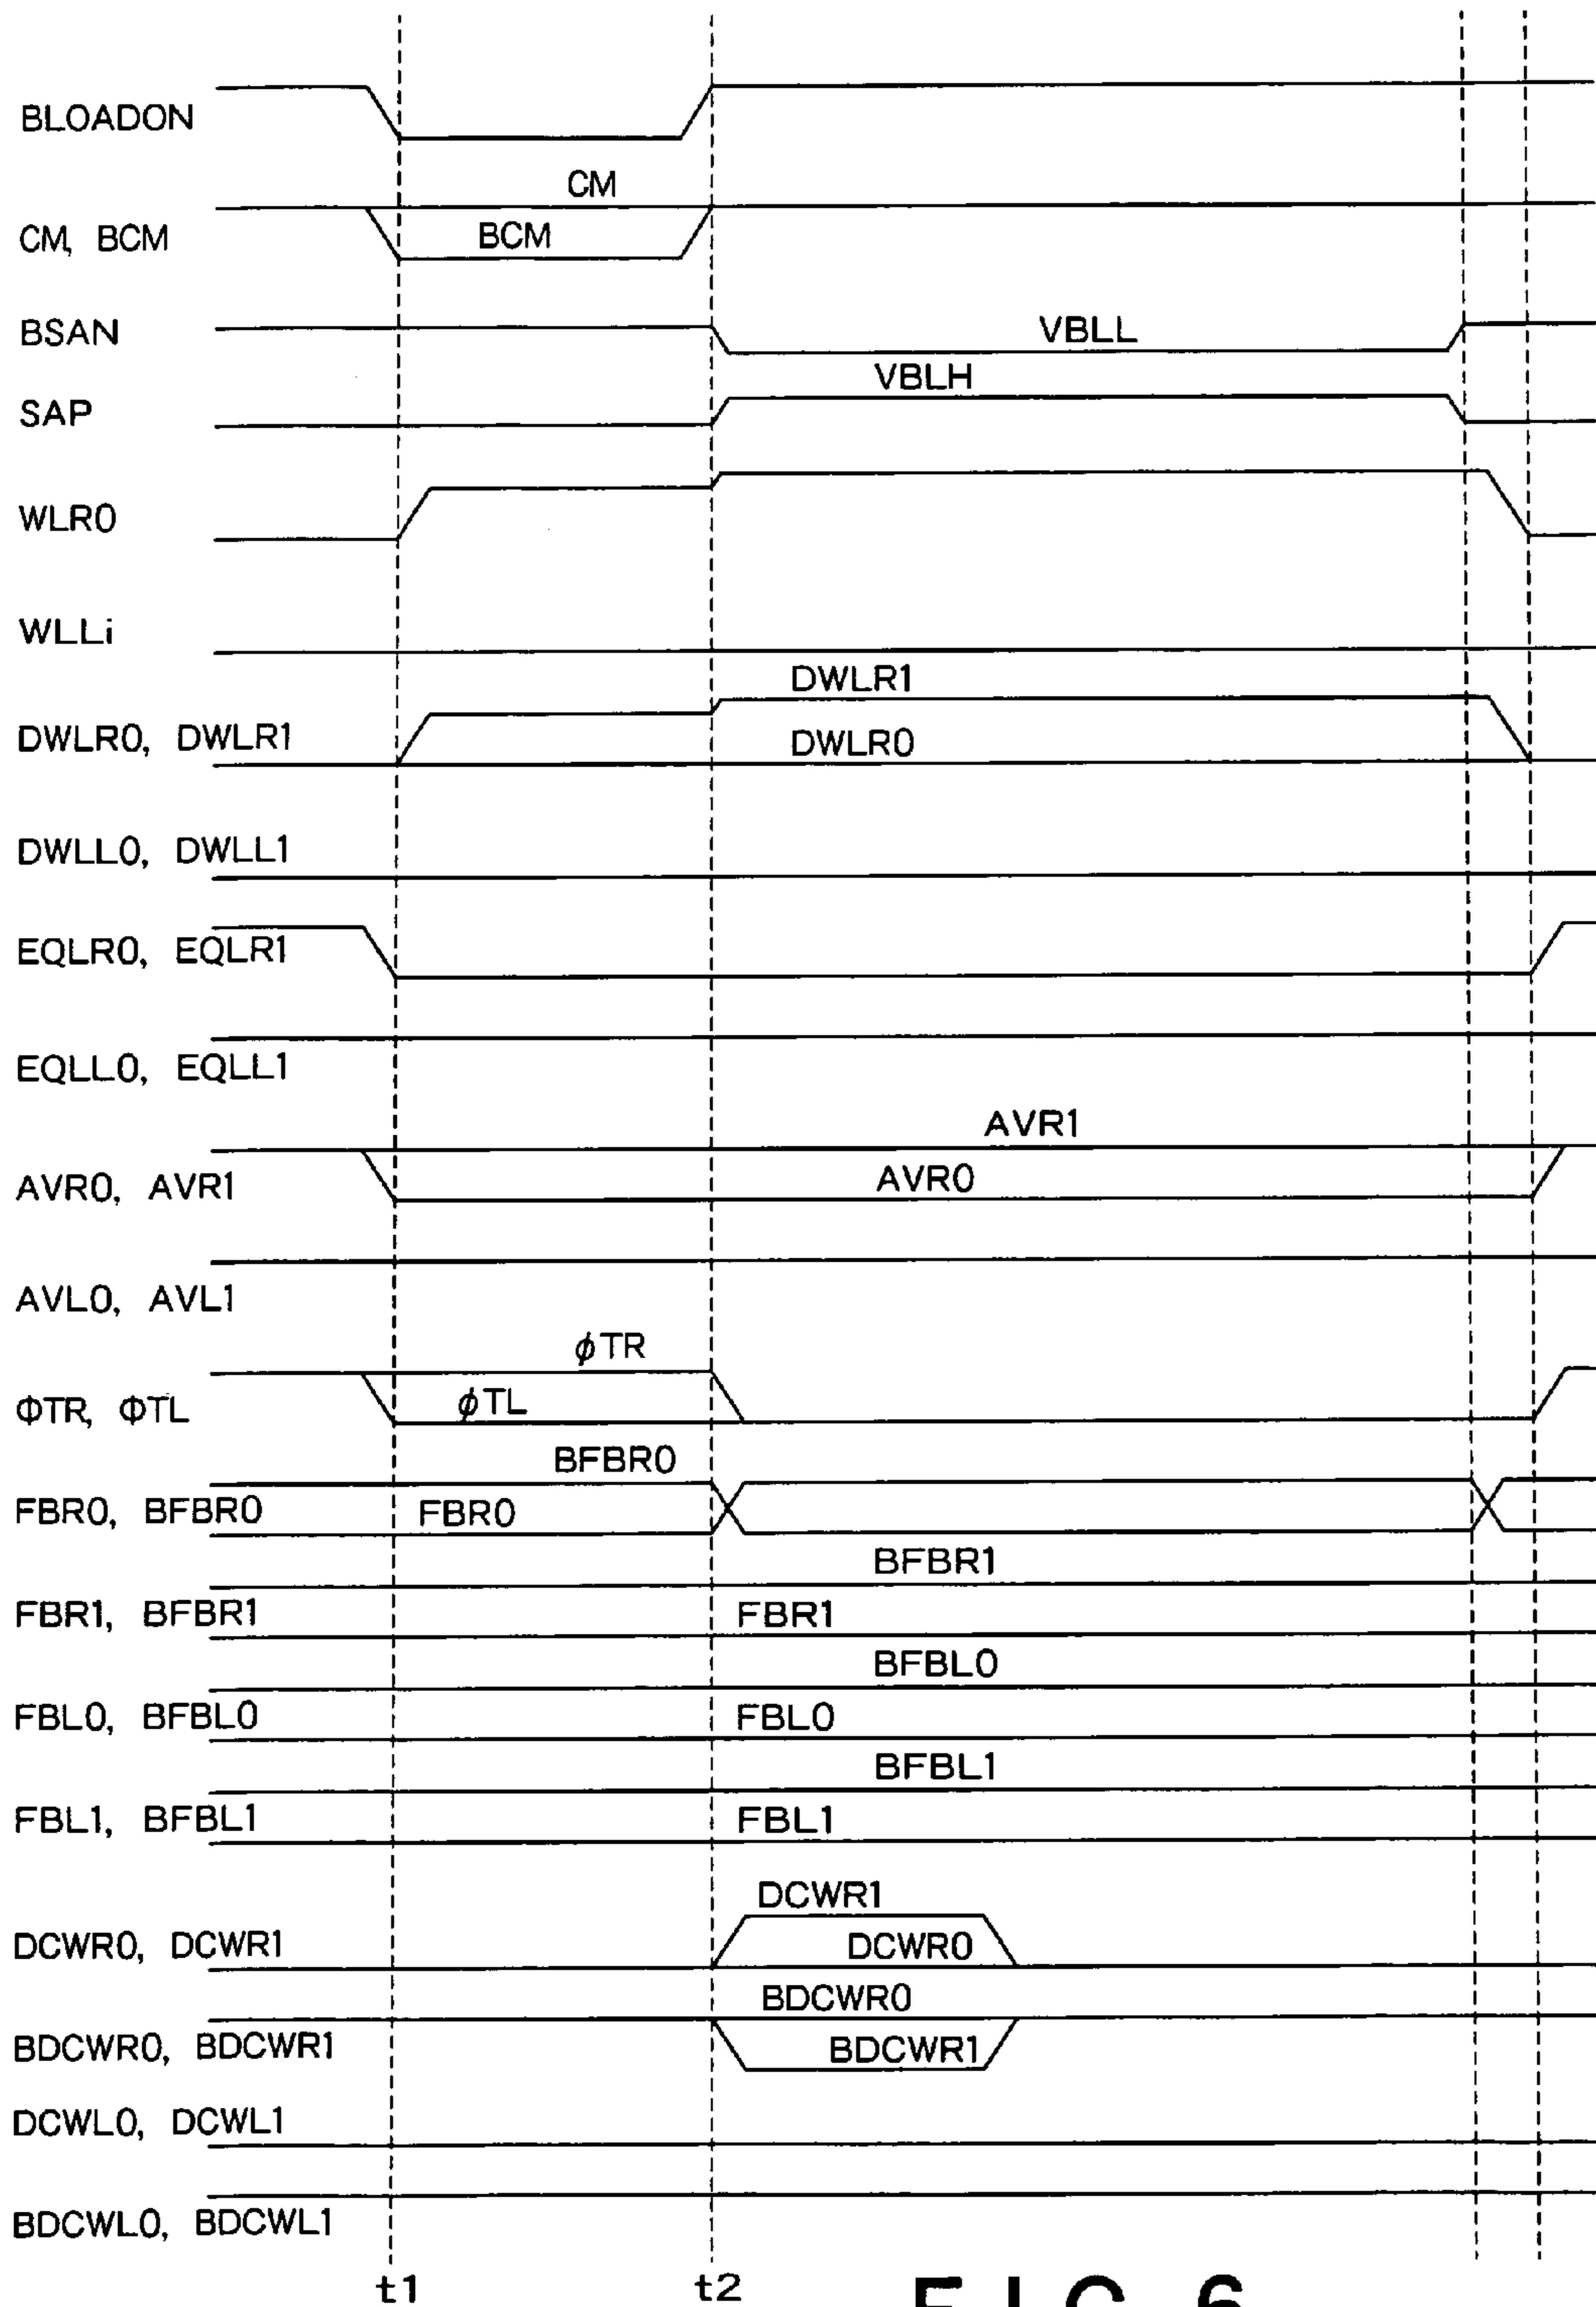 BLOADON
CM
CM, BCM
BCM
BSAN
VBLL
VBLH
SAP
WLR0
WLLi
DWLR1
DWLR0, DWLR1
DWLR0
DWLL0, DWLL1
EQLR0, EQLR1
EQLL0, EQLL1
AVR1
AVR0, AVR1
AVR0
AVL0, AVL1
ϕTR
ΦTR, ΦTL
ϕTL
BFBR0
FBR0, BFBR0
FBR0
BFBR1
FBR1, BFBR1
FBR1
BFBL0
FBL0, BFBL0
FBL0
BFBL1
FBL1, BFBL1
FBL1
DCWR1
DCWR0, DCWR1
DCWR0
BDCWR0
BDCWR0, BDCWR1
BDCWR1
DCWL0, DCWL1
BDCWL0, BDCWL1
t1 t2
FIG. 6